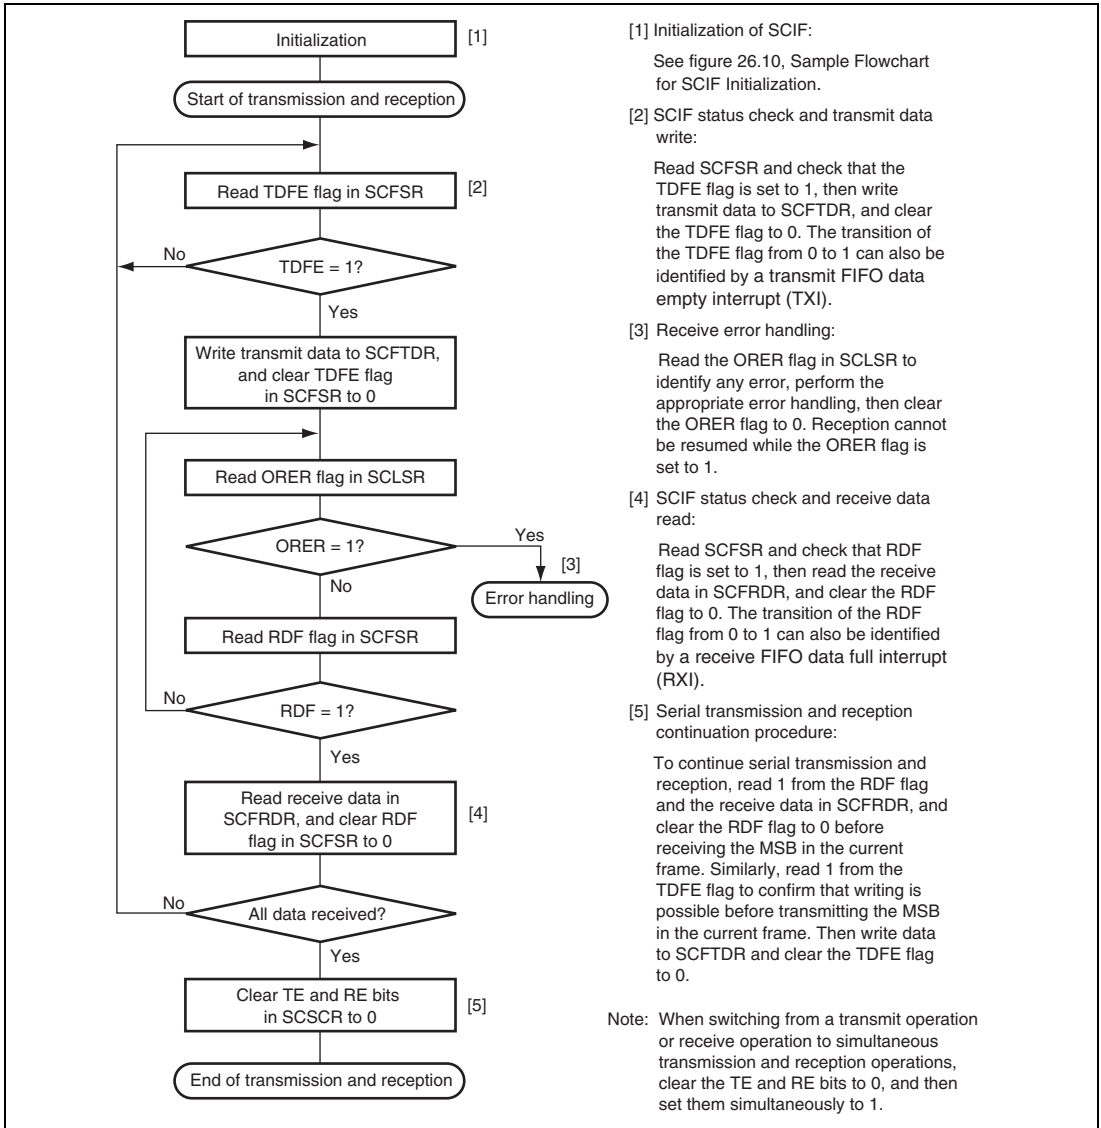 Initialization
[1]
Start of transmission and reception
Read TDFE flag in SCFSR
[2]
No
TDFE = 1?
Yes
Write transmit data to SCFTDR,
and clear TDFE flag
in SCFSR to 0
Read ORER flag in SCLSR
ORER = 1?
Yes
[3]
Error handling
No
Read RDF flag in SCFSR
No
RDF = 1?
Yes
Read receive data in
SCFRDR, and clear RDF
flag in SCFSR to 0
[4]
No
All data received?
Yes
Clear TE and RE bits
in SCSCR to 0
[5]
End of transmission and reception
[1] Initialization of SCIF:
See figure 26.10, Sample Flowchart
for SCIF Initialization.
[2] SCIF status check and transmit data
write:
Read SCFSR and check that the
TDFE flag is set to 1, then write
transmit data to SCFTDR, and clear
the TDFE flag to 0. The transition of
the TDFE flag from 0 to 1 can also be
identified by a transmit FIFO data
empty interrupt (TXI).
[3] Receive error handling:
Read the ORER flag in SCLSR to
identify any error, perform the
appropriate error handling, then clear
the ORER flag to 0. Reception cannot
be resumed while the ORER flag is
set to 1.
[4] SCIF status check and receive data
read:
Read SCFSR and check that RDF
flag is set to 1, then read the receive
data in SCFRDR, and clear the RDF
flag to 0. The transition of the RDF
flag from 0 to 1 can also be identified
by a receive FIFO data full interrupt
(RXI).
[5] Serial transmission and reception
continuation procedure:
To continue serial transmission and
reception, read 1 from the RDF flag
and the receive data in SCFRDR, and
clear the RDF flag to 0 before
receiving the MSB in the current
frame. Similarly, read 1 from the
TDFE flag to confirm that writing is
possible before transmitting the MSB
in the current frame. Then write data
to SCFTDR and clear the TDFE flag
to 0.
Note: When switching from a transmit operation
or receive operation to simultaneous
transmission and reception operations,
clear the TE and RE bits to 0, and then
set them simultaneously to 1.